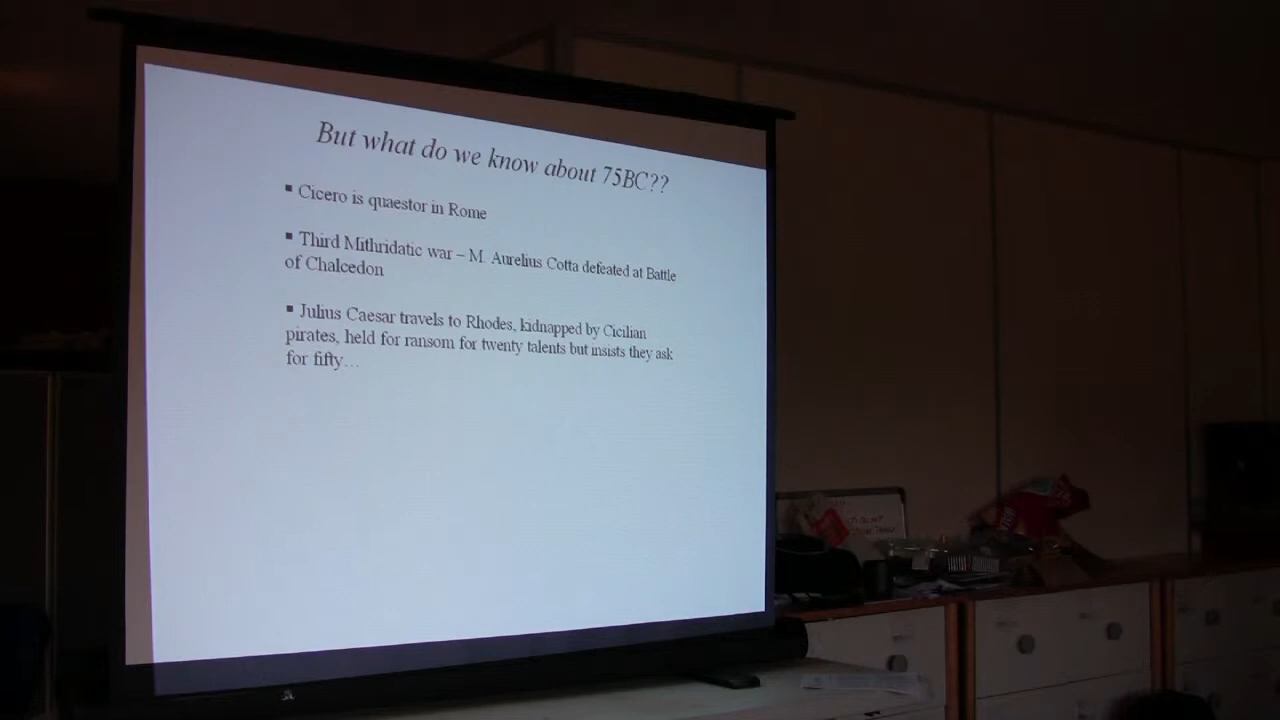 But what do we know about 75BC??
▪ Cicero is quaestor in Rome
▪ Third Mithridatic war – M. Aurelius Cotta defeated at Battle
of Chalcedon
▪ Julius Caesar travels to Rhodes, kidnapped by Cicilian
pirates, held for ransom for twenty talents but insists they ask
for fifty…